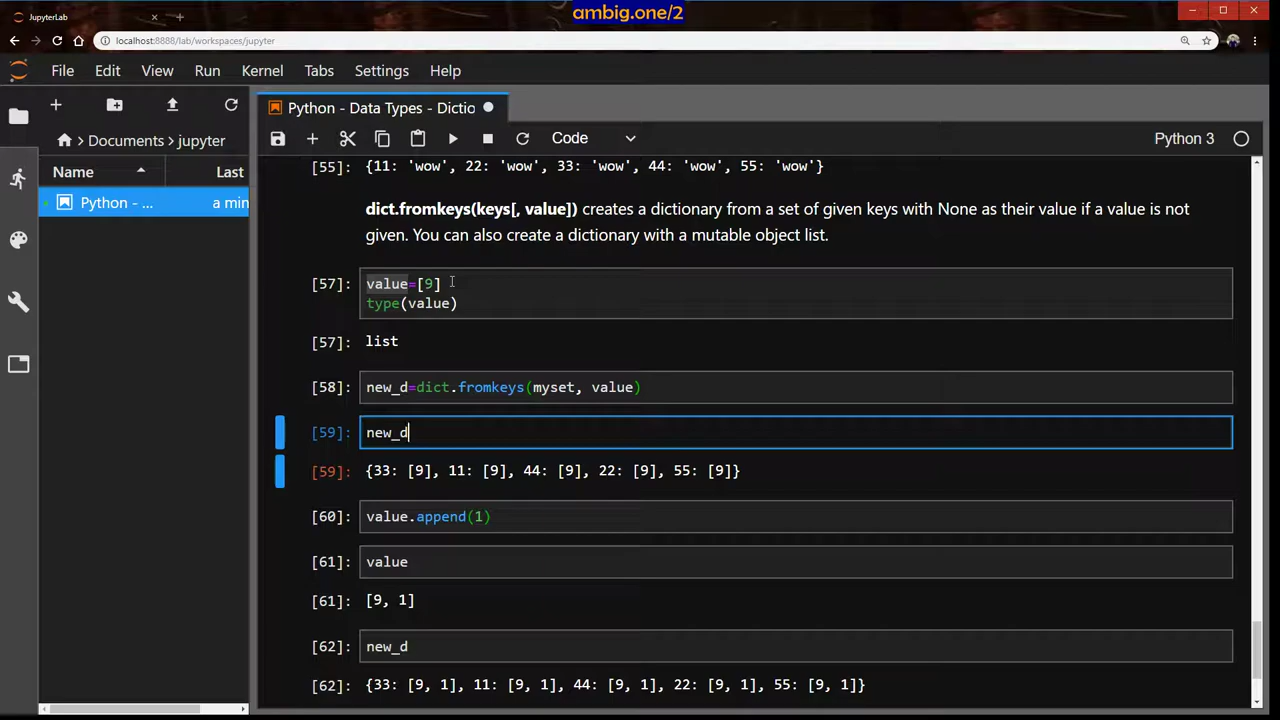 ambig.one/2
JupyterLab
localhost:8888/lab/workspaces/jupyter
File Edit View Run Kernel Tabs Settings Help
Python - Data Types - Dictio
Documents jupyter
Code
Python 3
Name Last
Python - ... a min
[55]: {11: 'wow', 22: 'wow', 33: 'wow', 44: 'wow', 55: 'wow'}
dict.fromkeys(keys[, value]) creates a dictionary from a set of given keys with None as their value if a value is not
given. You can also create a dictionary with a mutable object list.
[57]: value=[9]
type(value)
[57]: list
[58]: new_d=dict.fromkeys(myset, value)
[59]: new_d
[59]: {33: [9], 11: [9], 44: [9], 22: [9], 55: [9]}
[60]: value.append(1)
[61]: value
[61]: [9, 1]
[62]: new_d
[62]: {33: [9, 1], 11: [9, 1], 44: [9, 1], 22: [9, 1], 55: [9, 1]}